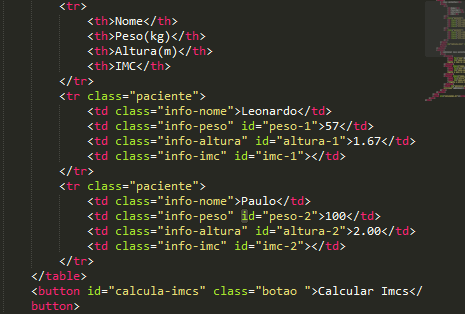 <tr>
<th>Nome</th>
<th>Peso(kg)</th>
<th>Altura(m)</th>
<th>IMC</th>
</tr>
<tr class="paciente">
<td class="info-nome">Leonardo</td>
<td class="info-peso" id="peso-1">57</td>
<td class="info-altura" id="altura-1">1.67</td>
<td class="info-imc" id="imc-1"></td>
</tr>
<tr class="paciente">
<td class="info-nome">Paulo</td>
<td class="info-peso" id="peso-2">100</td>
<td class="info-altura" id="altura-2">2.00</td>
<td class="info-imc" id="imc-2"></td>
</tr>
</table>
<button id="calcula-imcs" class="botao ">Calcular Imcs</
button>